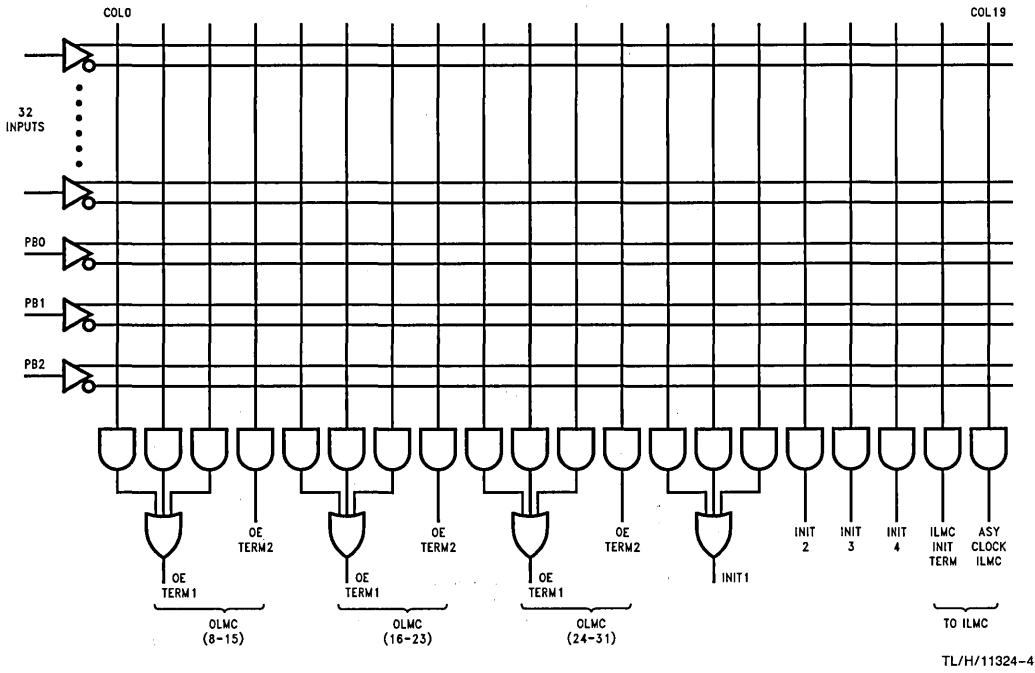 COL0 COL19
32
INPUTS
PB0
PB1
PB2
OE
TERM2
OE
TERM2
OE
TERM2
INIT
2
INIT
3
INIT
4
ILMC
INIT
TERM
ASY
CLOCK
ILMC
OE
TERM1
OE
TERM1
OE
TERM1
INIT1
OLMC
(8-15)
OLMC
(16-23)
OLMC
(24-31)
TO ILMC
TL/H/11324-4